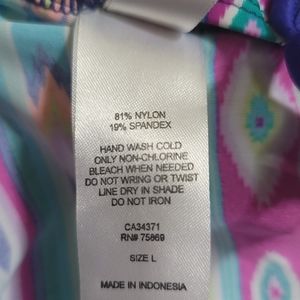 81% NYLON
19% SPANDEX
HAND WASH COLD
ONLY NON-CHLORINE
BLEACH WHEN NEEDED
DO NOT WRING OR TWIST
LINE DRY IN SHADE
DO NOT IRON
CA34371
RN# 75869
SIZE L
MADE IN INDONESIA